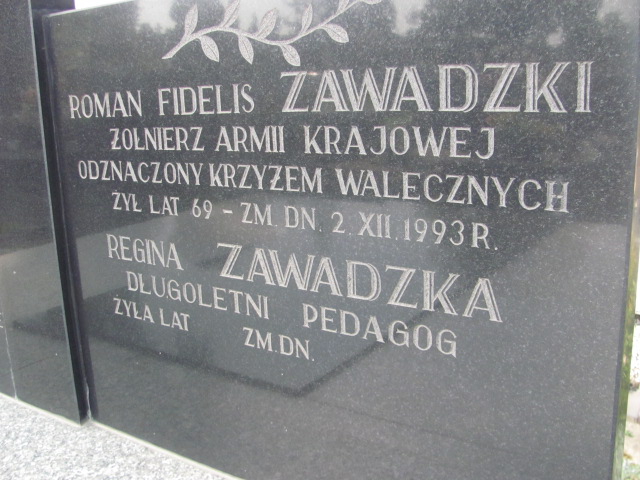 ROMAN FIDELIS ZAWADZKI
ŻOŁNIERZ ARMII KRAJOWEJ
ODZNACZONY KRZYŻEM WALECZNYCH
ŻYŁ LAT 69 – ZM. DN. 2. XII. 1993 R.
REGINA ZAWADZKA
DŁUGOLETNI PEDAGOG
ŻYŁA LAT ZM. DN.